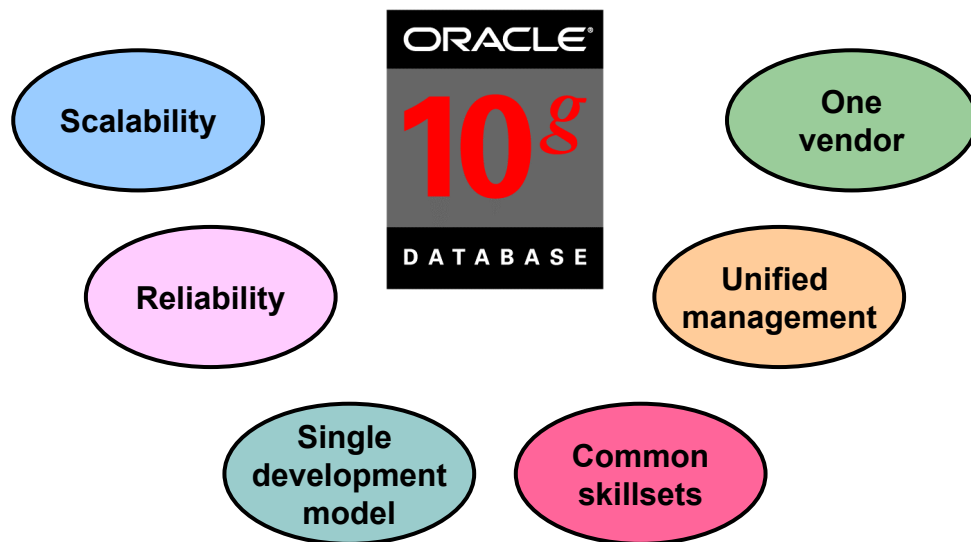 ORACLE®
10g
DATABASE
Scalability
One
vendor
Reliability
Unified
management
Single
development
model
Common
skillsets